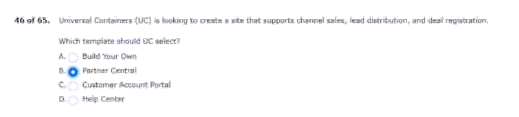 46 of 65. Universal Containers (UC) is looking to create a site that supports channel sales, lead distribution, and deal registration.
Which template should UC select?
A. Build Your Own
B. Partner Central
C. Customer Account Portal
D. Help Center